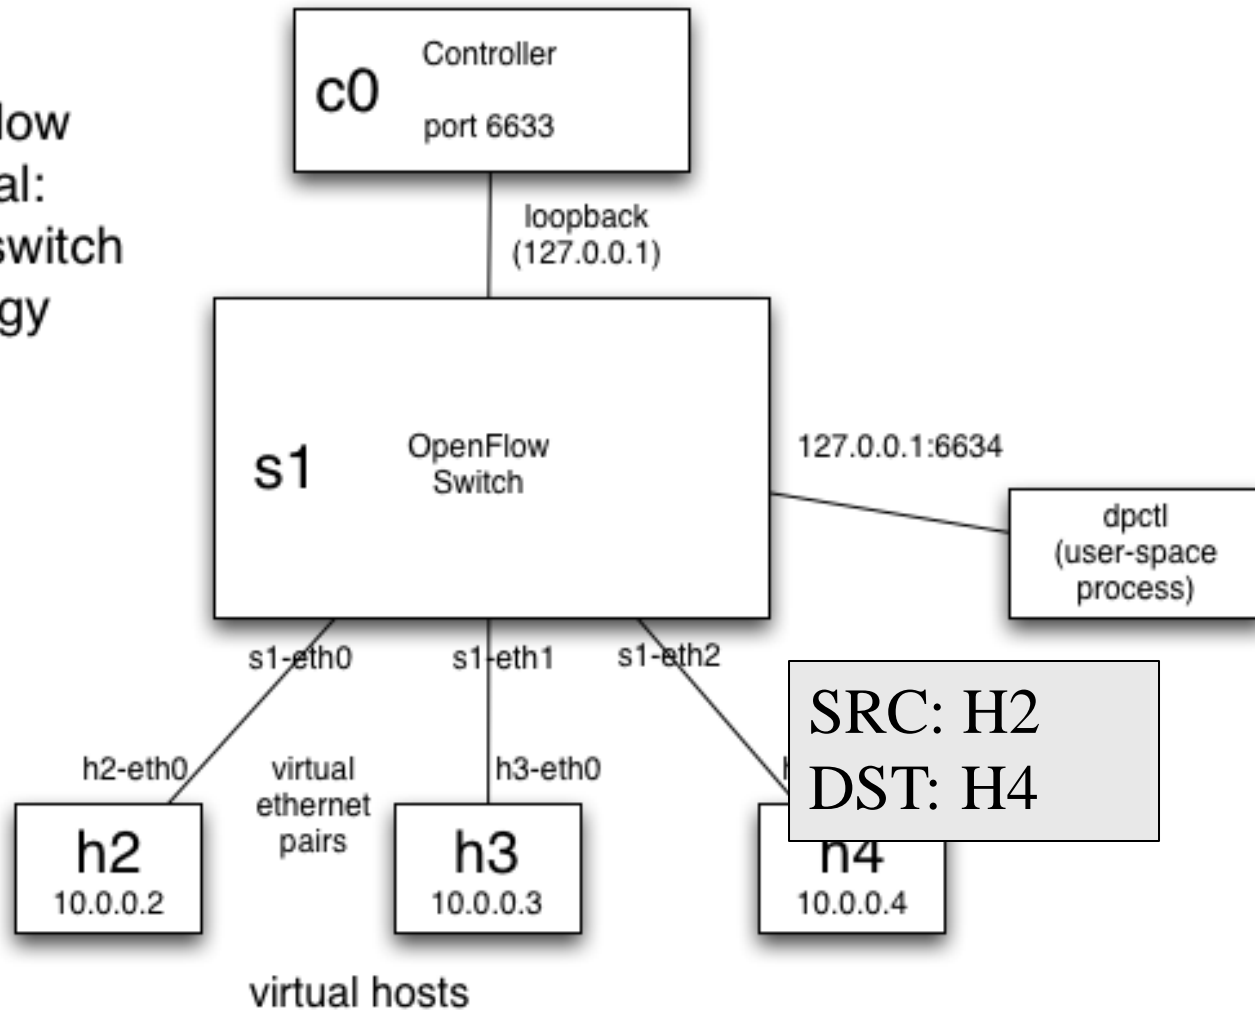 Controller
c0
port 6633
low
al:
switch
gy
loopback
(127.0.0.1)
s1
OpenFlow
Switch
127.0.0.1:6634
dpctl
(user-space
process)
s1-eth0
s1-eth1
s1-eth2
SRC: H2
DST: H4
h2-eth0
virtual
ethernet
pairs
h3-eth0
h2
10.0.0.2
h3
10.0.0.3
h4
10.0.0.4
virtual hosts